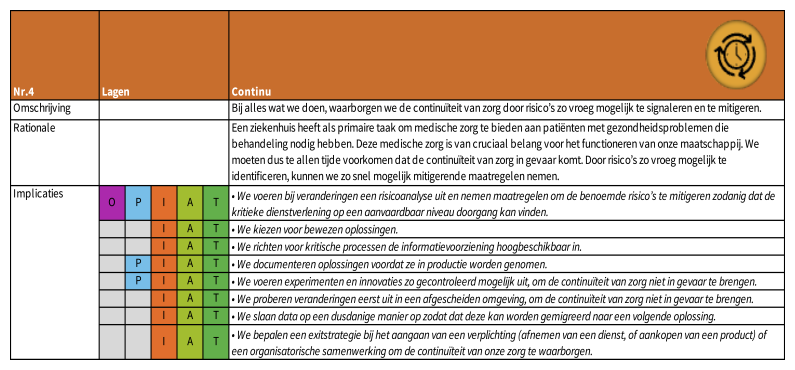 Nr.4 Lagen Continu
Omschrijving Bij alles wat we doen, waarborgen we de continuïteit van zorg door risico's zo vroeg mogelijk te signaleren en te mitigeren.
Rationale Een ziekenhuis heeft als primaire taak om medische zorg te bieden aan patiënten met gezondheidsproblemen die
behandeling nodig hebben. Deze medische zorg is van cruciaal belang voor het functioneren van onze maatschappij. We
moeten dus te allen tijde voorkomen dat de continuïteit van zorg in gevaar komt. Door risico's zo vroeg mogelijk te
identificeren, kunnen we zo snel mogelijk mitigerende maatregelen nemen.
Implicaties O P I A T • We voeren bij veranderingen een risicoanalyse uit en nemen maatregelen om de benoemde risico's te mitigeren zodanig dat de
kritieke dienstverlening op een aanvaardbaar niveau doorgang kan vinden.
I A T • We kiezen voor bewezen oplossingen.
I A T • We richten voor kritische processen de informatievoorziening hoogbeschikbaar in.
P I A T • We documenteren oplossingen voordat ze in productie worden genomen.
P I A T • We voeren experimenten en innovaties zo gecontroleerd mogelijk uit, om de continuïteit van zorg niet in gevaar te brengen.
I A T • We proberen veranderingen eerst uit in een afgescheiden omgeving, om de continuïteit van zorg niet in gevaar te brengen.
I A T • We slaan data op een dusdanige manier op zodat dat deze kan worden gemigreerd naar een volgende oplossing.
I A T • We bepalen een exitstrategie bij het aangaan van een verplichting (afnemen van een dienst, of aankopen van een product) of
een organisatorische samenwerking om de continuïteit van onze zorg te waarborgen.